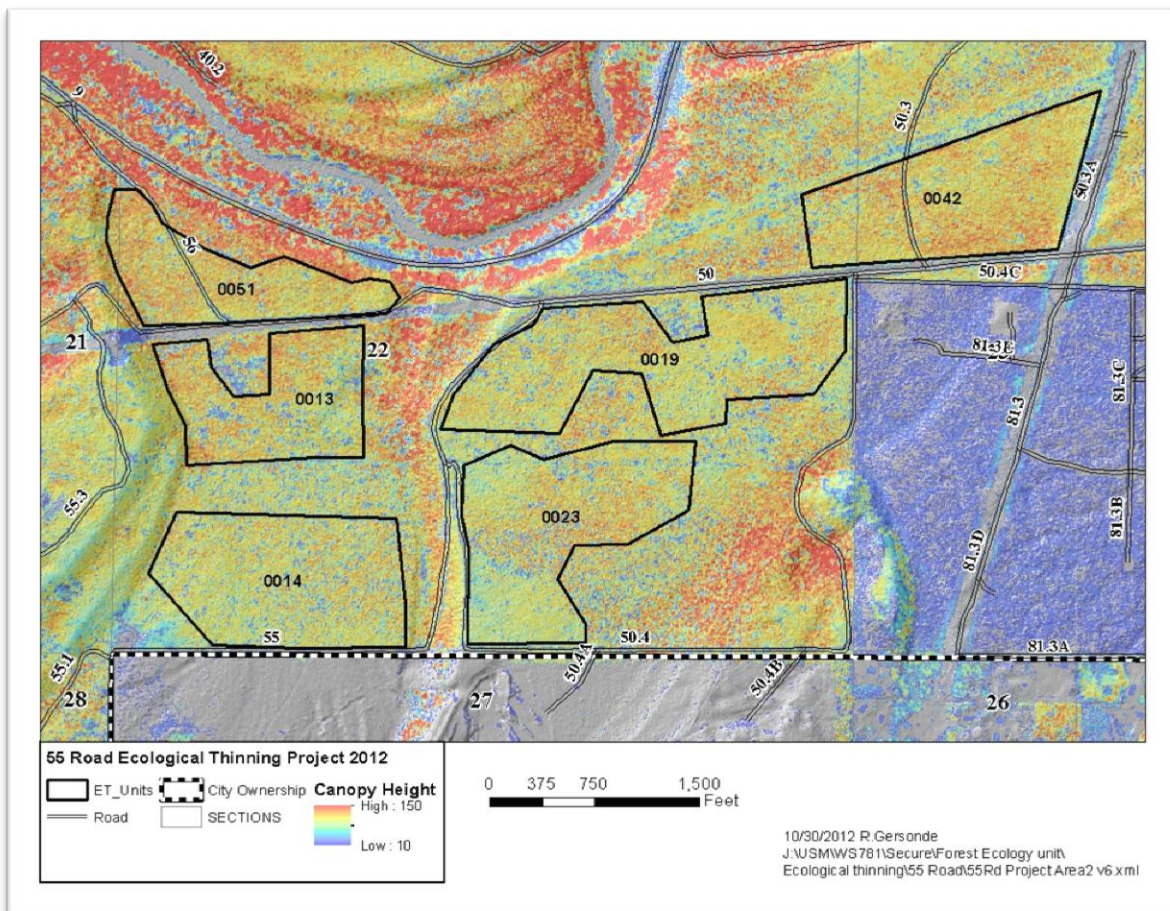 40.2
9
50.3
0042
50.3A
56
0051
50
50.4C
21
22
0019
81.3E
81.3C
0013
81.3
55.3
0023
81.3B
81.3D
0014
55
50.4
81.3A
55.1
50.4A
50.4B
28
27
26
55 Road Ecological Thinning Project 2012
ET_Units City Ownership Canopy Height
Road SECTIONS High : 150
Low : 10
0 375 750 1,500
Feet
10/30/2012 R.Gersonde
J:\USM\WS781\Secure\Forest Ecology unit\
Ecological thinning\55 Road\55Rd Project Area2 v6.xml